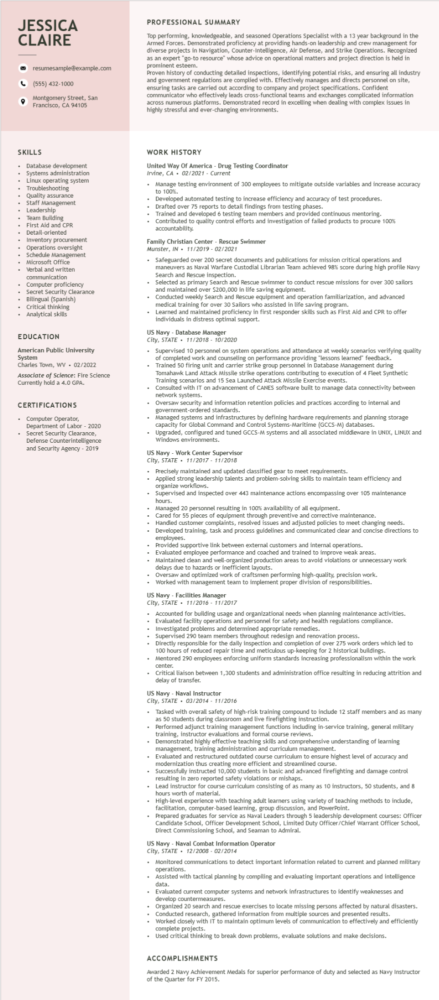 JESSICA
CLAIRE
resumesample@example.com
(555) 432-1000
Montgomery Street, San
Francisco, CA 94105
PROFESSIONAL SUMMARY
Top performing, knowledgeable, and seasoned Operations Specialist with a 13 year background in the
Armed Forces. Demonstrated proficiency at providing hands-on leadership and crew management for
diverse projects in Navigation, Counter-Intelligence, Air Defense, and Strike Operations. Recognized
as an expert "go-to resource" whose advice on operational matters and project direction is held in
prominent esteem.
Proven history of conducting detailed inspections, identifying potential risks, and ensuring all industry
and government regulations are complied with. Effectively manages and directs personnel on site,
ensuring tasks are carried out according to company and project specifications. Confident
communicator who effectively leads cross-functional teams and exchanges complicated information
across numerous platforms. Demonstrated record in excelling when dealing with complex issues in
highly stressful and ever-changing environments.
SKILLS
• Database development
• Systems administration
• Linux operating system
• Troubleshooting
• Quality assurance
• Staff Management
• Leadership
• Team Building
• First Aid and CPR
• Detail-oriented
• Inventory procurement
• Operations oversight
• Schedule Management
• Microsoft Office
• Verbal and written
communication
• Computer proficiency
• Secret Security Clearance
• Bilingual (Spanish)
• Critical thinking
• Analytical skills
EDUCATION
American Public University
System
Charles Town, WV • 02/2022
Associate of Science: Fire Science
Currently hold a 4.0 GPA.
CERTIFICATIONS
• Computer Operator,
Department of Labor - 2020
• Secret Security Clearance,
Defense Counterintelligence
and Security Agency - 2019
WORK HISTORY
United Way Of America - Drug Testing Coordinator
Irvine, CA • 02/2021 - Current
• Manage testing environment of 300 employees to mitigate outside variables and increase accuracy
to 100%.
• Developed automated testing to increase efficiency and accuracy of test procedures.
• Drafted over 75 reports to detail findings from testing phases.
• Trained and developed 6 testing team members and provided continuous mentoring.
• Contributed to quality control efforts and investigation of failed products to procure 100%
accountability.
Family Christian Center - Rescue Swimmer
Munster, IN • 11/2019 - 02/2021
• Safeguarded over 200 secret documents and publications for mission critical operations and
maneuvers as Naval Warfare Custodial Librarian Team achieved 98% score during high profile Navy
Search and Rescue inspection.
• Selected as primary Search and Rescue swimmer to conduct rescue missions for over 300 sailors
and maintained over $200,000 in life saving equipment.
• Conducted weekly Search and Rescue equipment and operation familiarization, and advanced
medical training for over 30 Sailors who assisted in life saving program.
• Learned and maintained proficiency in first responder skills such as First Aid and CPR to offer
individuals in distress optimal support.
US Navy - Database Manager
City, STATE • 11/2018 - 10/2020
• Supervised 10 personnel on system operations and attendance at weekly scenarios verifying quality
of completed work and counseling on performance providing "lessons learned" feedback.
• Trained 50 firing unit and carrier strike group personnel in Database Management during
Tomahawk Land Attack Missile strike operations contributing to execution of 4 Fleet Synthetic
Training scenarios and 15 Sea Launched Attack Missile Exercise events.
• Consulted with IT on advancement of CANES software built to manage data connectivity between
network systems.
• Oversaw security and information retention policies and practices according to internal and
government-ordered standards.
• Managed systems and infrastructures by defining hardware requirements and planning storage
capacity for Global Command and Control Systems-Maritime (GCCS-M) databases.
• Upgraded, configured and tuned GCCS-M systems and all associated middleware in UNIX, LINUX and
Windows environments.
US Navy - Work Center Supervisor
City, STATE • 11/2017 - 11/2018
• Precisely maintained and updated classified gear to meet requirements.
• Applied strong leadership talents and problem-solving skills to maintain team efficiency and
organize workflows.
• Supervised and inspected over 443 maintenance actions encompassing over 105 maintenance
hours.
• Managed 20 personnel resulting in 100% availability of all equipment.
• Cared for 55 pieces of equipment through preventive and corrective maintenance.
• Handled customer complaints, resolved issues and adjusted policies to meet changing needs.
• Developed training, task and process guidelines and communicated clear and concise directions to
employees.
• Provided supportive link between external customers and internal operations.
• Evaluated employee performance and coached and trained to improve weak areas.
• Maintained clean and well-organized production areas to avoid violations or unnecessary work
delays due to hazards or inefficient layouts.
• Oversaw and optimized work of craftsmen performing high-quality, precision work.
• Worked with management team to implement proper division of responsibilities.
US Navy - Facilities Manager
City, STATE • 11/2016 - 11/2017
• Accounted for building usage and organizational needs when planning maintenance activities.
• Evaluated facility operations and personnel for safety and health regulations compliance.
• Investigated problems and determined appropriate remedies.
• Supervised 290 team members throughout redesign and renovation process.
• Directly responsible for the daily inspection and completion of over 275 work orders which led to
100 hours of reduced repair time and meticulous up-keeping for 2 historical buildings.
• Mentored 290 employees enforcing uniform standards increasing professionalism within the work
center.
• Critical liaison between 1,300 students and administration office resulting in reducing attrition and
delay of transfer.
US Navy - Naval Instructor
City, STATE • 03/2014 - 11/2016
• Tasked with overall safety of high-risk training compound to include 12 staff members and as many
as 50 students during classroom and live firefighting instruction.
• Performed adjunct training management functions including in-service training, general military
training, instructor evaluations and formal course reviews.
• Demonstrated highly effective teaching skills and comprehensive understanding of learning
management, training administration and curriculum management.
• Evaluated and restructured outdated course curriculum to ensure highest level of accuracy and
modernization thus creating more efficient and streamlined course.
• Successfully instructed 10,000 students in basic and advanced firefighting and damage control
resulting in zero reported safety violations or mishaps.
• Lead instructor for course curriculum consisting of as many as 10 instructors, 50 students, and 8
hours worth of material.
• High-level experience with teaching adult learners using variety of teaching methods to include,
facilitation, computer-based learning, group discussion, and PowerPoint.
• Prepared graduates for service as Naval Leaders through 5 leadership development courses: Officer
Candidate School, Officer Development School, Limited Duty Officer/Chief Warrant Officer School,
Direct Commissioning School, and Seaman to Admiral.
US Navy - Naval Combat Information Operator
City, STATE • 12/2008 - 02/2014
• Monitored communications to detect important information related to current and planned military
operations.
• Assisted with tactical planning by compiling and evaluating important operations and intelligence
data.
• Evaluated current computer systems and network infrastructures to identify weaknesses and
develop countermeasures.
• Organized 20 search and rescue exercises to locate missing persons affected by natural disasters.
• Conducted research, gathered information from multiple sources and presented results.
• Worked closely with IT to maintain optimum levels of communication to effectively and efficiently
complete projects.
• Used critical thinking to break down problems, evaluate solutions and make decisions.
ACCOMPLISHMENTS
Awarded 2 Navy Achievement Medals for superior performance of duty and selected as Navy Instructor
of the Quarter for FY 2015.